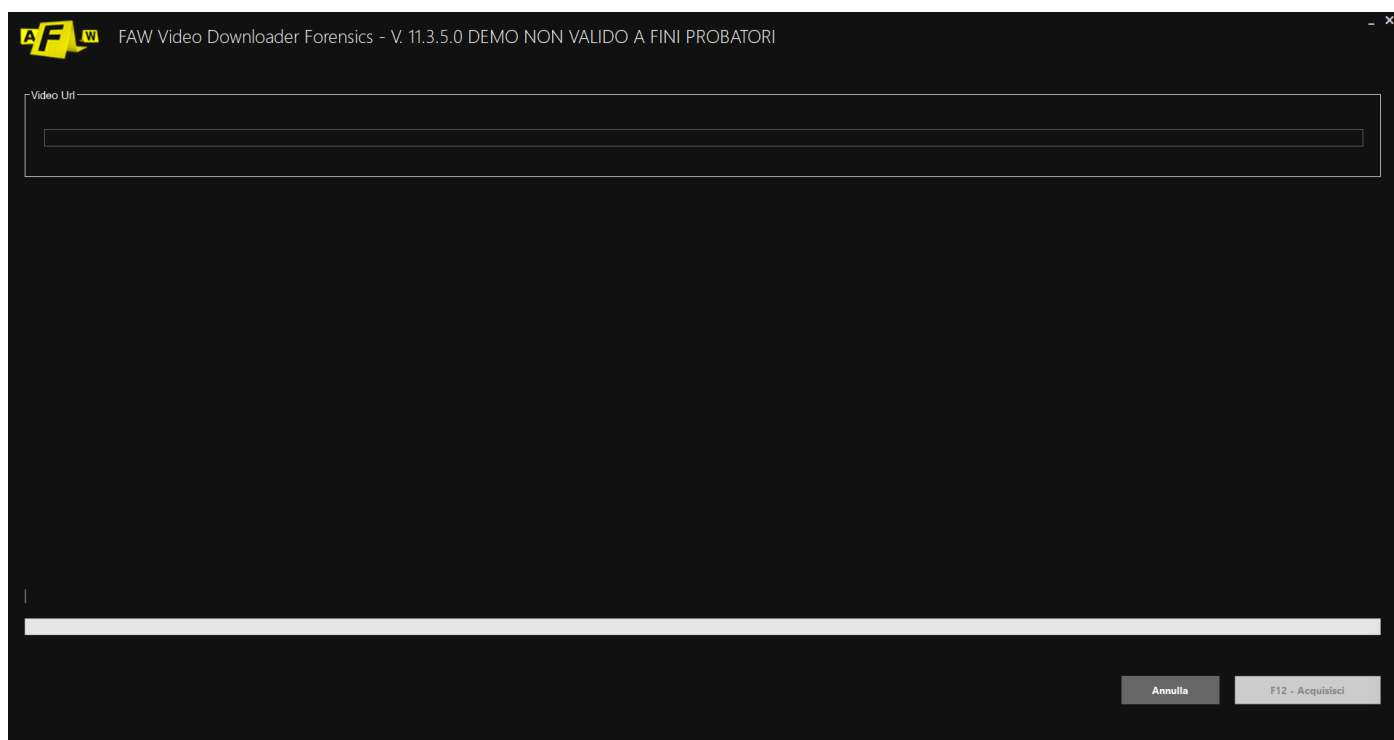 AFW
FAW Video Downloader Forensics - V. 11.3.5.0 DEMO NON VALIDO A FINI PROBATORI
Video Url
Annulla
F12 - Acquisisci